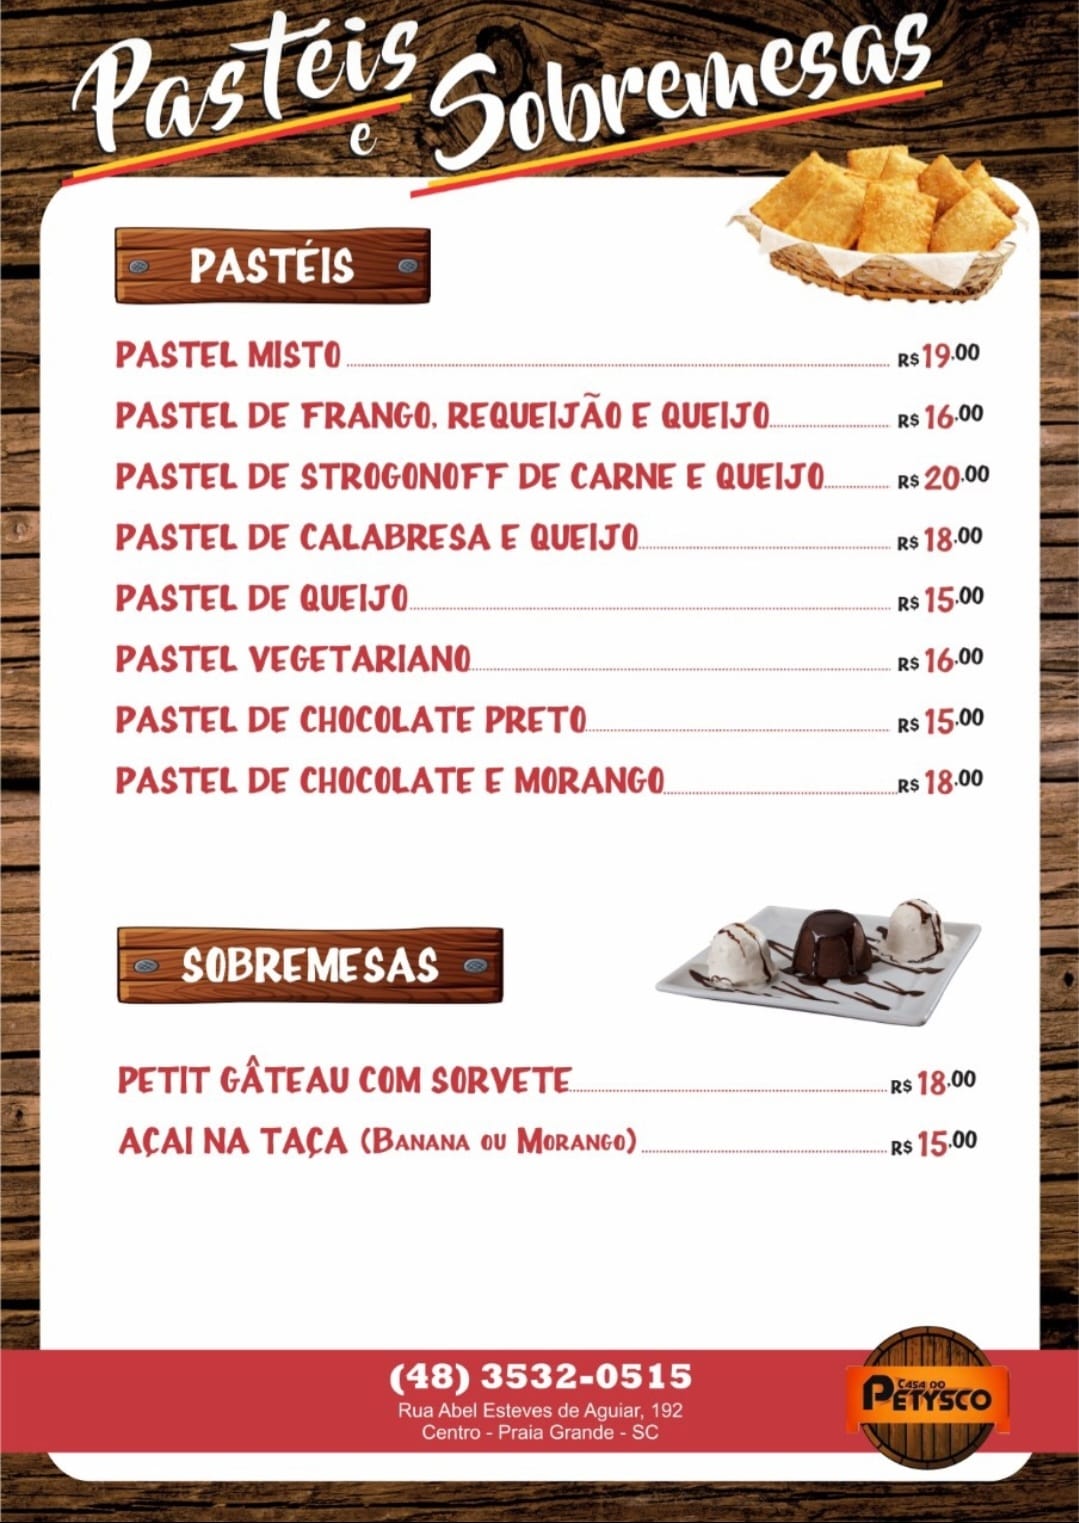 Pastéis e Sobremesas
PASTÉIS
PASTEL MISTO R$19,00
PASTEL DE FRANGO, REQUEIJÃO E QUEIJO R$16,00
PASTEL DE STROGONOFF DE CARNE E QUEIJO R$20,00
PASTEL DE CALABRESA E QUEIJO R$18,00
PASTEL DE QUEIJO R$15,00
PASTEL VEGETARIANO R$16,00
PASTEL DE CHOCOLATE PRETO R$15,00
PASTEL DE CHOCOLATE E MORANGO R$18,00
SOBREMESAS
PETIT GÂTEAU COM SORVETE R$18,00
AÇAI NA TAÇA (BANANA OU MORANGO) R$15,00
(48) 3532-0515
Rua Abel Esteves de Aguiar, 192
Centro - Praia Grande - SC
CASA DO
PETYSCO